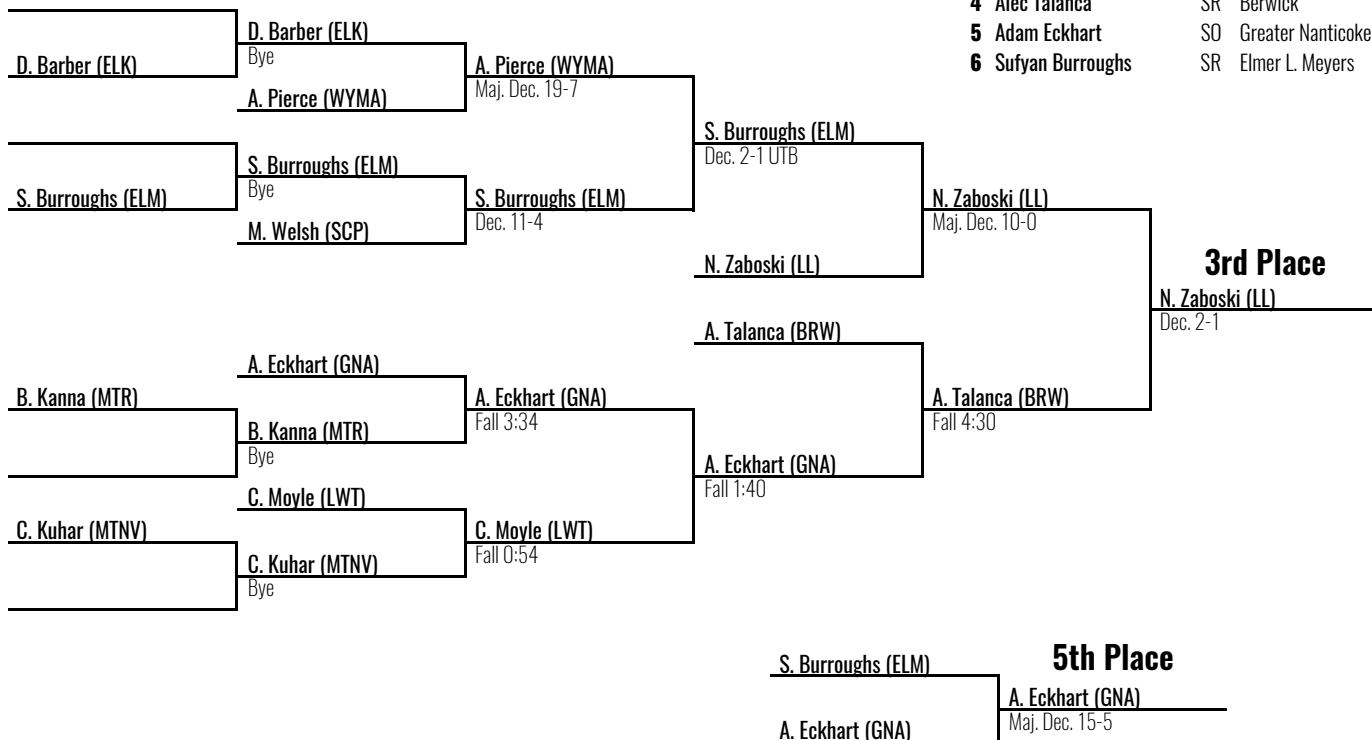 4 Alec Talanca SR Berwick
5 Adam Eckhart SO Greater Nanticoke
6 Sufyan Burroughs SR Elmer L. Meyers
D. Barber (ELK)
D. Barber (ELK)
Bye
A. Pierce (WYMA)
A. Pierce (WYMA)
Maj. Dec. 19-7
S. Burroughs (ELM)
S. Burroughs (ELM)
Bye
M. Welsh (SCP)
S. Burroughs (ELM)
Dec. 11-4
S. Burroughs (ELM)
Dec. 2-1 UTB
N. Zaboski (LL)
N. Zaboski (LL)
Maj. Dec. 10-0
3rd Place
N. Zaboski (LL)
Dec. 2-1
A. Talanca (BRW)
A. Talanca (BRW)
Fall 4:30
A. Eckhart (GNA)
B. Kanna (MTR)
B. Kanna (MTR)
Bye
A. Eckhart (GNA)
Fall 3:34
A. Eckhart (GNA)
Fall 1:40
C. Moyle (LWT)
C. Kuhar (MTNV)
C. Kuhar (MTNV)
Bye
C. Moyle (LWT)
Fall 0:54
5th Place
S. Burroughs (ELM)
A. Eckhart (GNA)
A. Eckhart (GNA)
Maj. Dec. 15-5